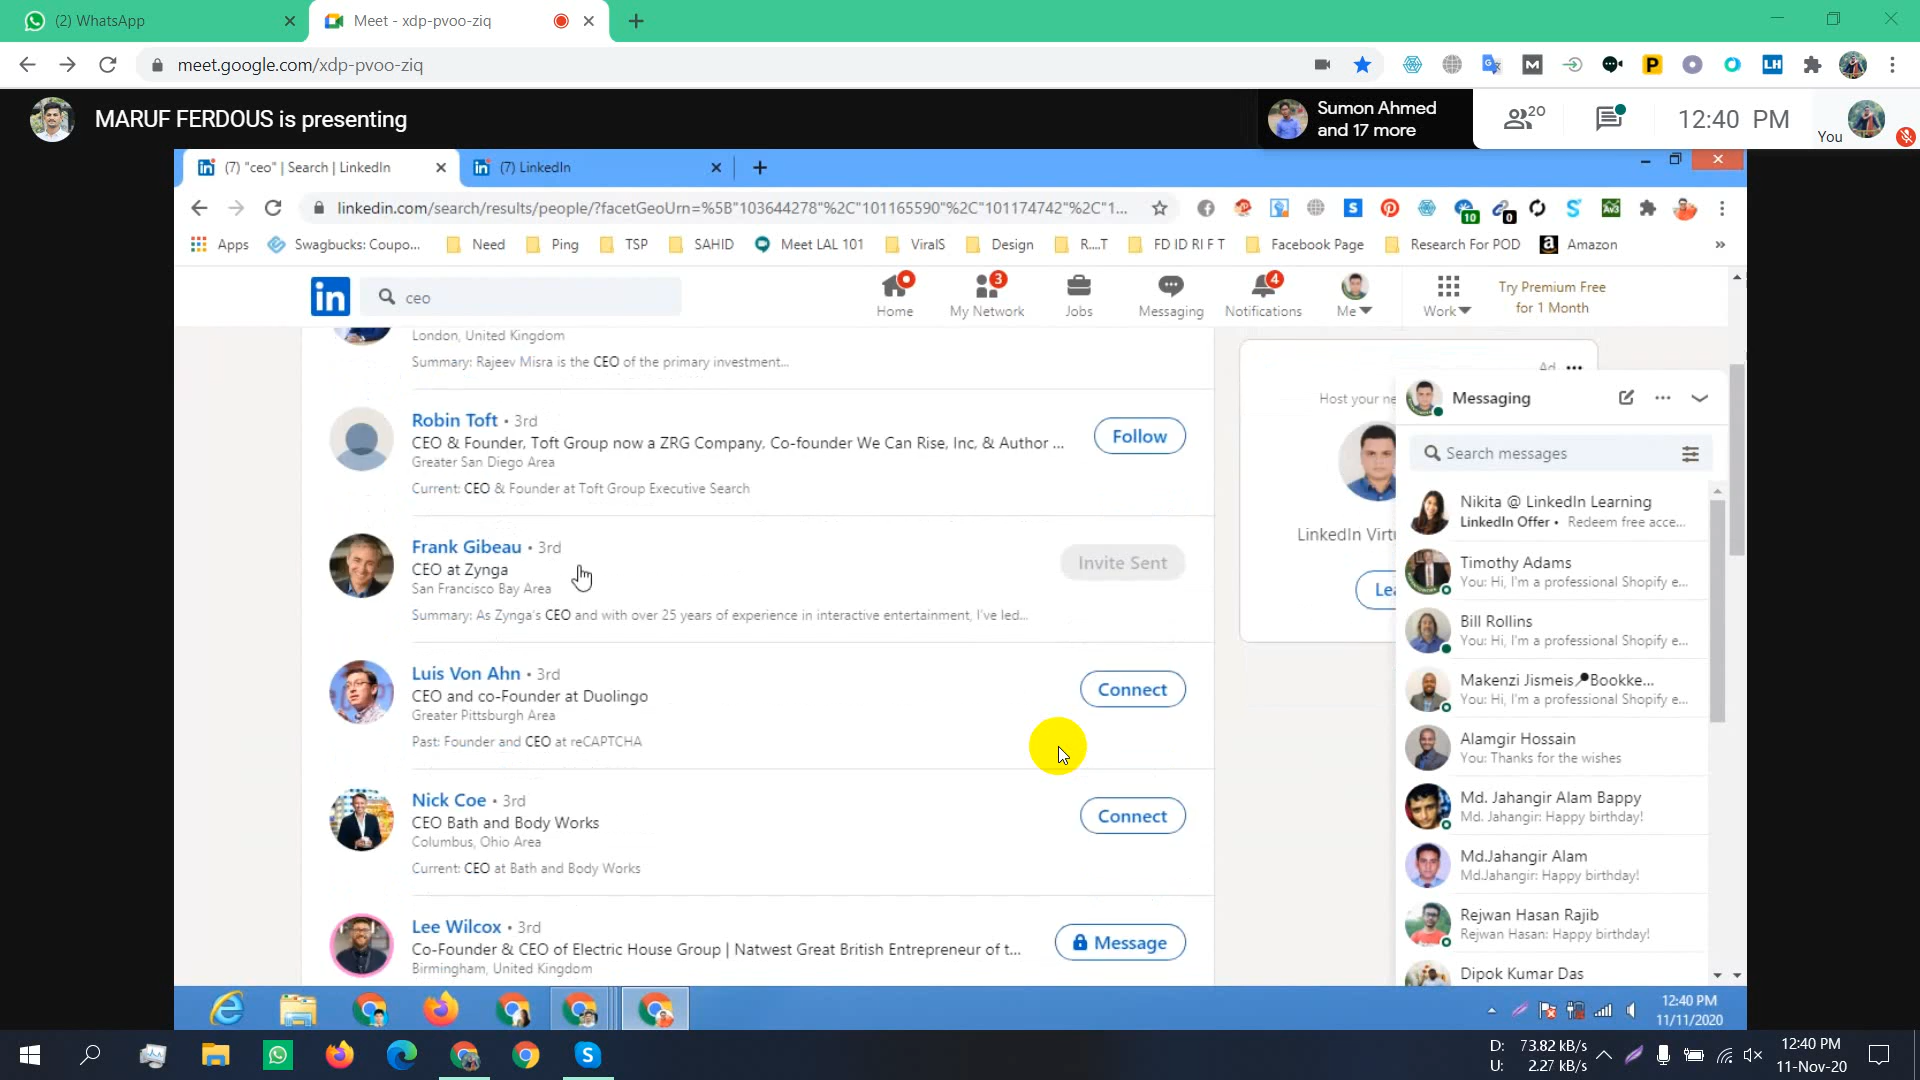 (2) WhatsApp
Meet - xdp-pvoo-ziq
meet.google.com/xdp-pvoo-ziq
MARUF FERDOUS is presenting
Sumon Ahmed
and 17 more
20
12:40 PM
You
(7) "ceo" | Search | LinkedIn
(7) LinkedIn
linkedin.com/search/results/people/?facetGeoUrn=%5B"103644278"%2C"101165590"%2C"101174742"%2C"1...
Apps
Swagbucks: Coupo...
Need
Ping
TSP
SAHID
Meet LAL 101
ViralS
Design
R....T
FD ID RI F T
Facebook Page
Research For POD
Amazon
»
in
ceo
Home
3
My Network
Jobs
Messaging
4
Notifications
Me
Work
Try Premium Free
for 1 Month
London, United Kingdom
Summary: Rajeev Misra is the CEO of the primary investment...
Robin Toft • 3rd
CEO & Founder, Toft Group now a ZRG Company, Co-founder We Can Rise, Inc, & Author ...
Greater San Diego Area
Current: CEO & Founder at Toft Group Executive Search
Follow
Frank Gibeau • 3rd
CEO at Zynga
San Francisco Bay Area
Summary: As Zynga's CEO and with over 25 years of experience in interactive entertainment, I've led...
Invite Sent
Luis Von Ahn • 3rd
CEO and co-Founder at Duolingo
Greater Pittsburgh Area
Past: Founder and CEO at reCAPTCHA
Connect
Nick Coe • 3rd
CEO Bath and Body Works
Columbus, Ohio Area
Current: CEO at Bath and Body Works
Connect
Lee Wilcox • 3rd
Co-Founder & CEO of Electric House Group | Natwest Great British Entrepreneur of t...
Birmingham, United Kingdom
Message
Ad
Host your ne
LinkedIn Virtu
Lea
Messaging
Search messages
Nikita @ LinkedIn Learning
LinkedIn Offer • Redeem free acce...
Timothy Adams
You: Hi, I'm a professional Shopify e...
Bill Rollins
You: Hi, I'm a professional Shopify e...
Makenzi Jismeis Bookke...
You: Hi, I'm a professional Shopify e...
Alamgir Hossain
You: Thanks for the wishes
Md. Jahangir Alam Bappy
Md. Jahangir: Happy birthday!
Md.Jahangir Alam
Md.Jahangir: Happy birthday!
Rejwan Hasan Rajib
Rejwan Hasan: Happy birthday!
Dipok Kumar Das
12:40 PM
11/11/2020
D: 73.82 kB/s
U: 2.27 kB/s
12:40 PM
11-Nov-20